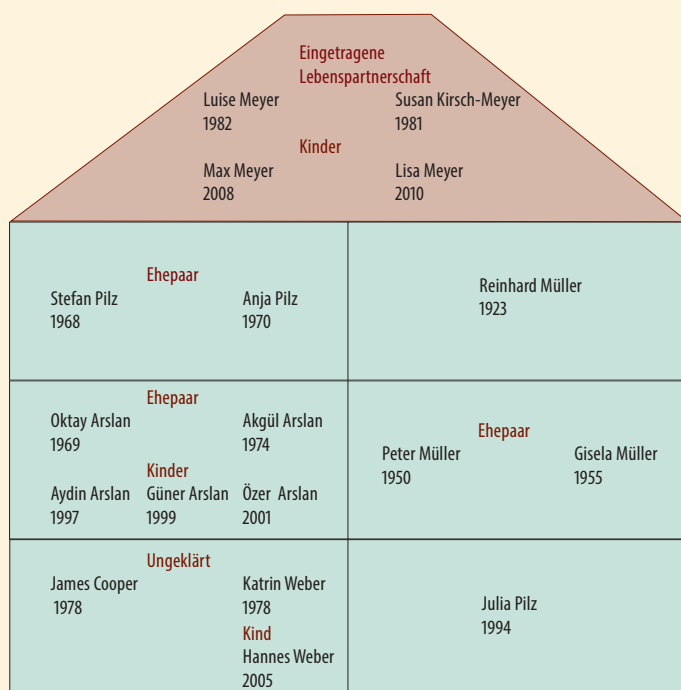 Eingetragene
Lebenspartnerschaft
Luise Meyer Susan Kirsch-Meyer
1982 1981
Kinder
Max Meyer Lisa Meyer
2008 2010
Ehepaar
Stefan Pilz Anja Pilz
1968 1970
Reinhard Müller
1923
Ehepaar
Oktay Arslan Akgül Arslan
1969 1974
Kinder
Aydin Arslan Güner Arslan Özer Arslan
1997 1999 2001
Ehepaar
Peter Müller Gisela Müller
1950 1955
Ungeklärt
James Cooper Katrin Weber
1978 1978
Kind
Hannes Weber
2005
Julia Pilz
1994